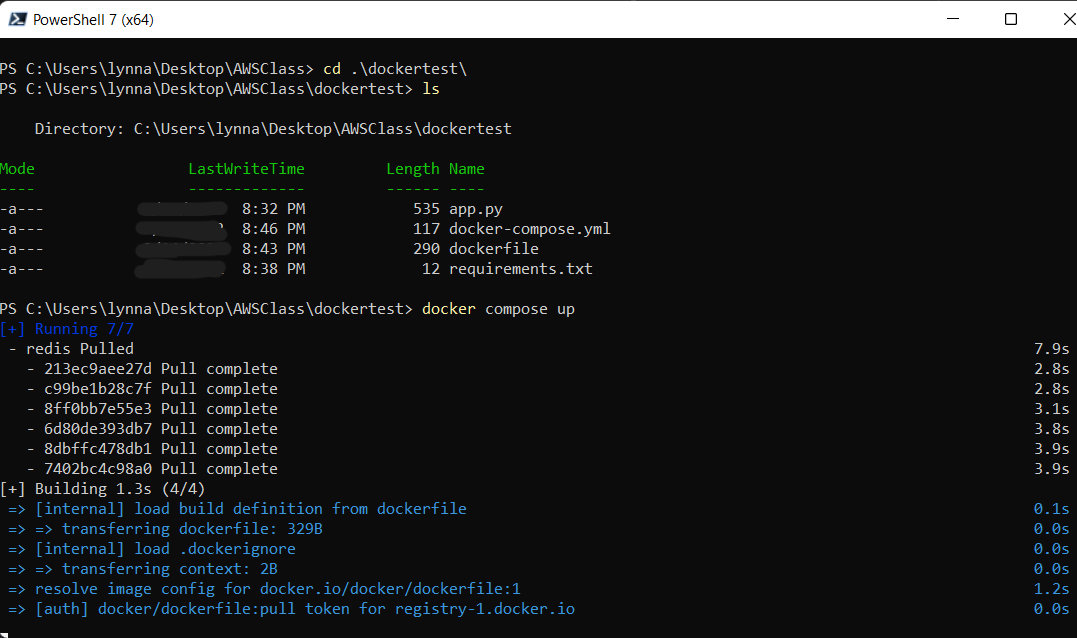 PowerShell 7 (x64)
PS C:\Users\lynna\Desktop\AWSClass> cd .\dockertest\
PS C:\Users\lynna\Desktop\AWSClass\dockertest> ls
Directory: C:\Users\lynna\Desktop\AWSClass\dockertest
Mode LastWriteTime Length Name
---- ------------- ------ ----
-a--- 8:32 PM 535 app.py
-a--- 8:46 PM 117 docker-compose.yml
-a--- 8:43 PM 290 dockerfile
-a--- 8:38 PM 12 requirements.txt
PS C:\Users\lynna\Desktop\AWSClass\dockertest> docker compose up
[+] Running 7/7
- redis Pulled 7.9s
- 213ec9aee27d Pull complete 2.8s
- c99be1b28c7f Pull complete 2.8s
- 8ff0bb7e55e3 Pull complete 3.1s
- 6d80de393db7 Pull complete 3.8s
- 8dbffc478db1 Pull complete 3.9s
- 7402bc4c98a0 Pull complete 3.9s
[+] Building 1.3s (4/4)
=> [internal] load build definition from dockerfile 0.1s
=> => transferring dockerfile: 329B 0.0s
=> [internal] load .dockerignore 0.0s
=> => transferring context: 2B 0.0s
=> resolve image config for docker.io/docker/dockerfile:1 1.2s
=> [auth] docker/dockerfile:pull token for registry-1.docker.io 0.0s